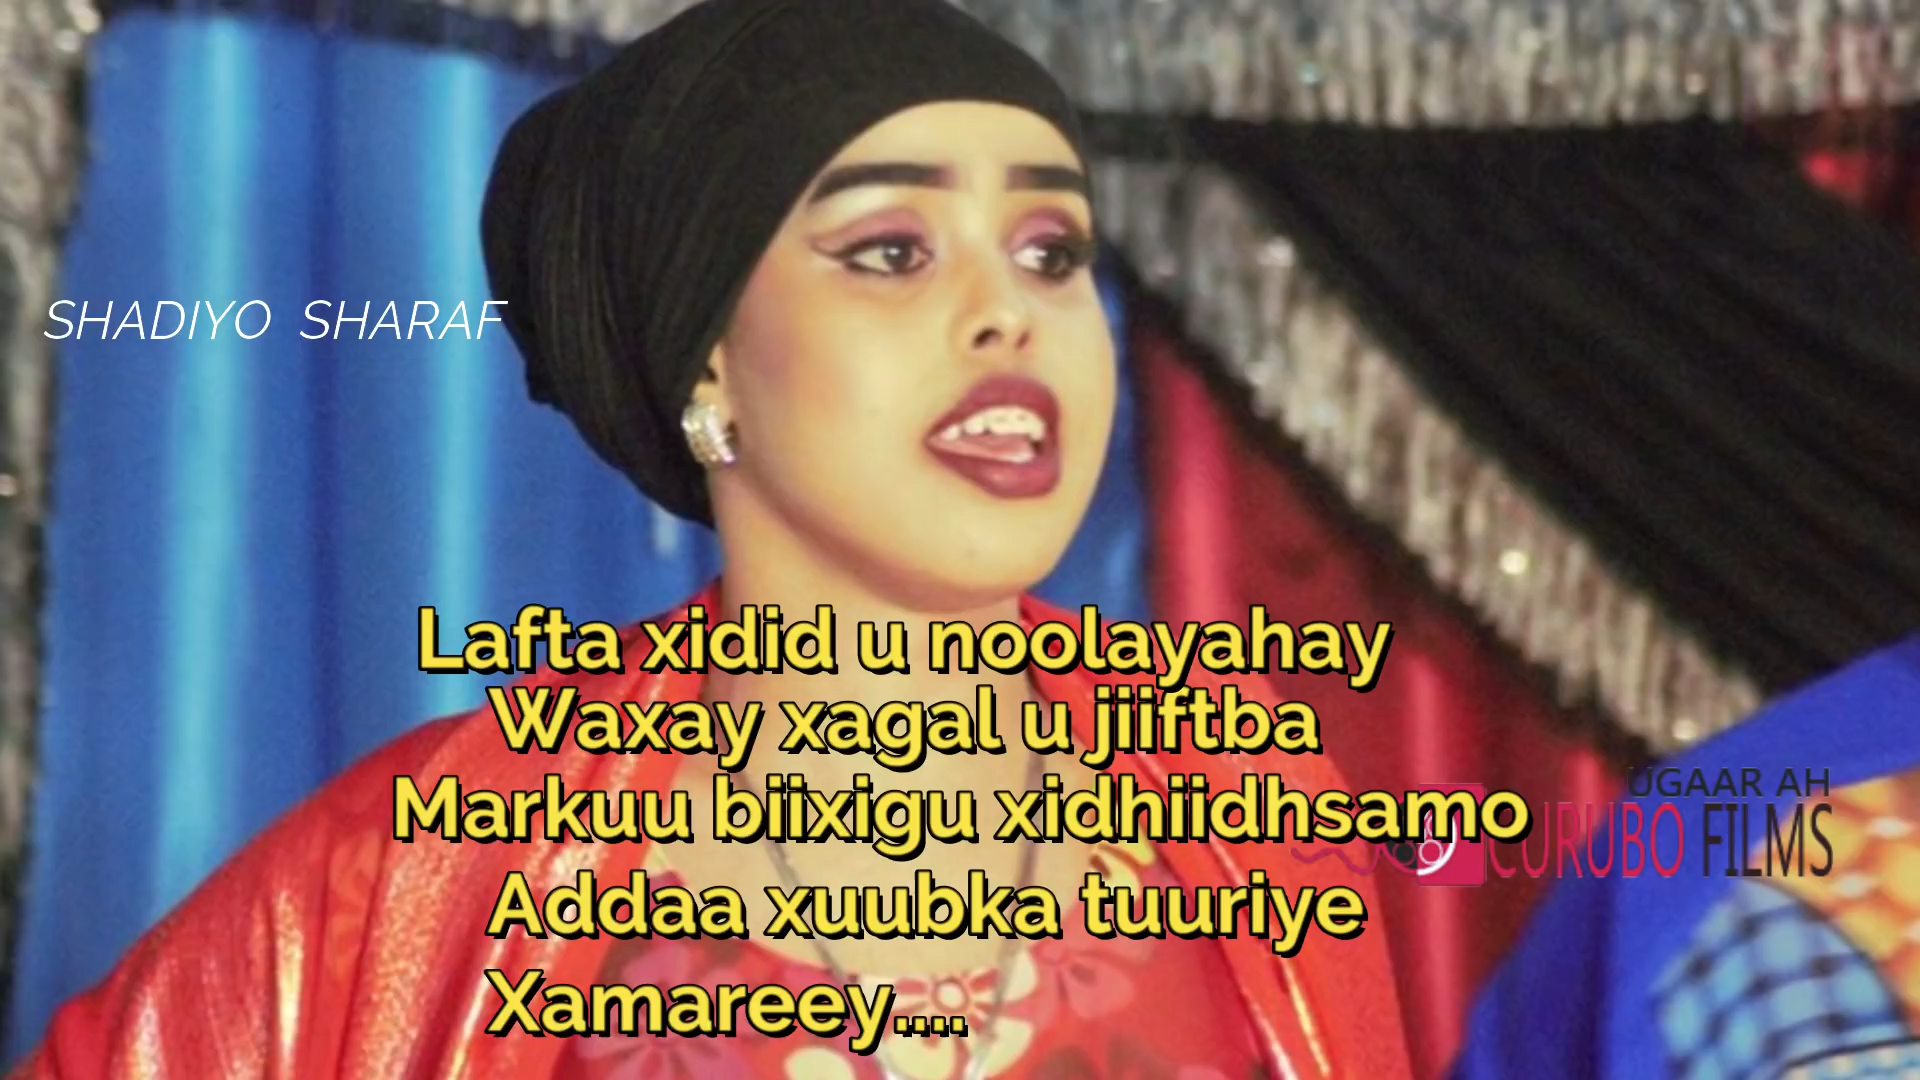 SHADIYO SHARAF
Lafta xidid u noolayahay
Waxay xagal u jiiftba
Markuu biixigu xidhiidhsamo
Addaa xuubka tuuriye
Xamareey....
UGAAR AH
CURUBO FILMS